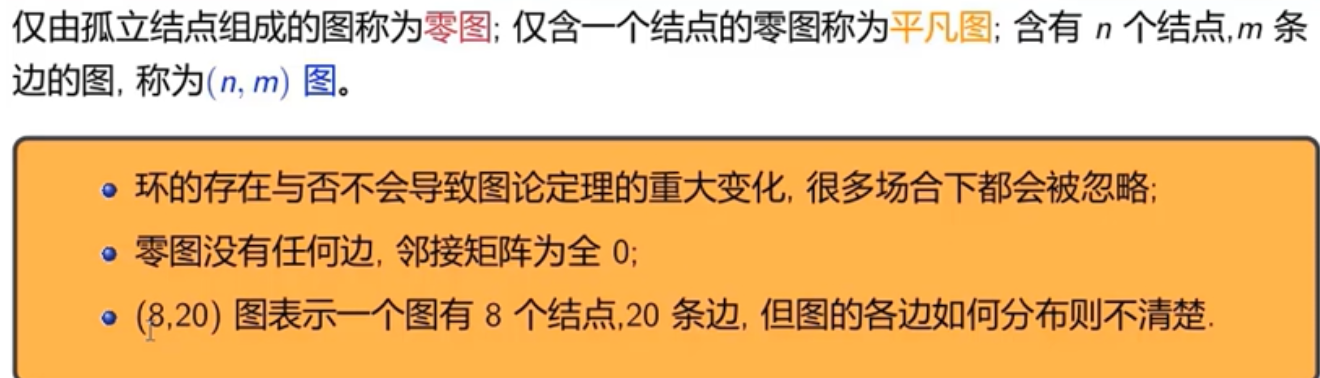 仅由孤立结点组成的图称为零图; 仅含一个结点的零图称为平凡图; 含有 n 个结点,m 条
边的图, 称为(n, m) 图。
环的存在与否不会导致图论定理的重大变化, 很多场合下都会被忽略;
零图没有任何边, 邻接矩阵为全 0;
(8,20) 图表示一个图有 8 个结点,20 条边, 但图的各边如何分布则不清楚.